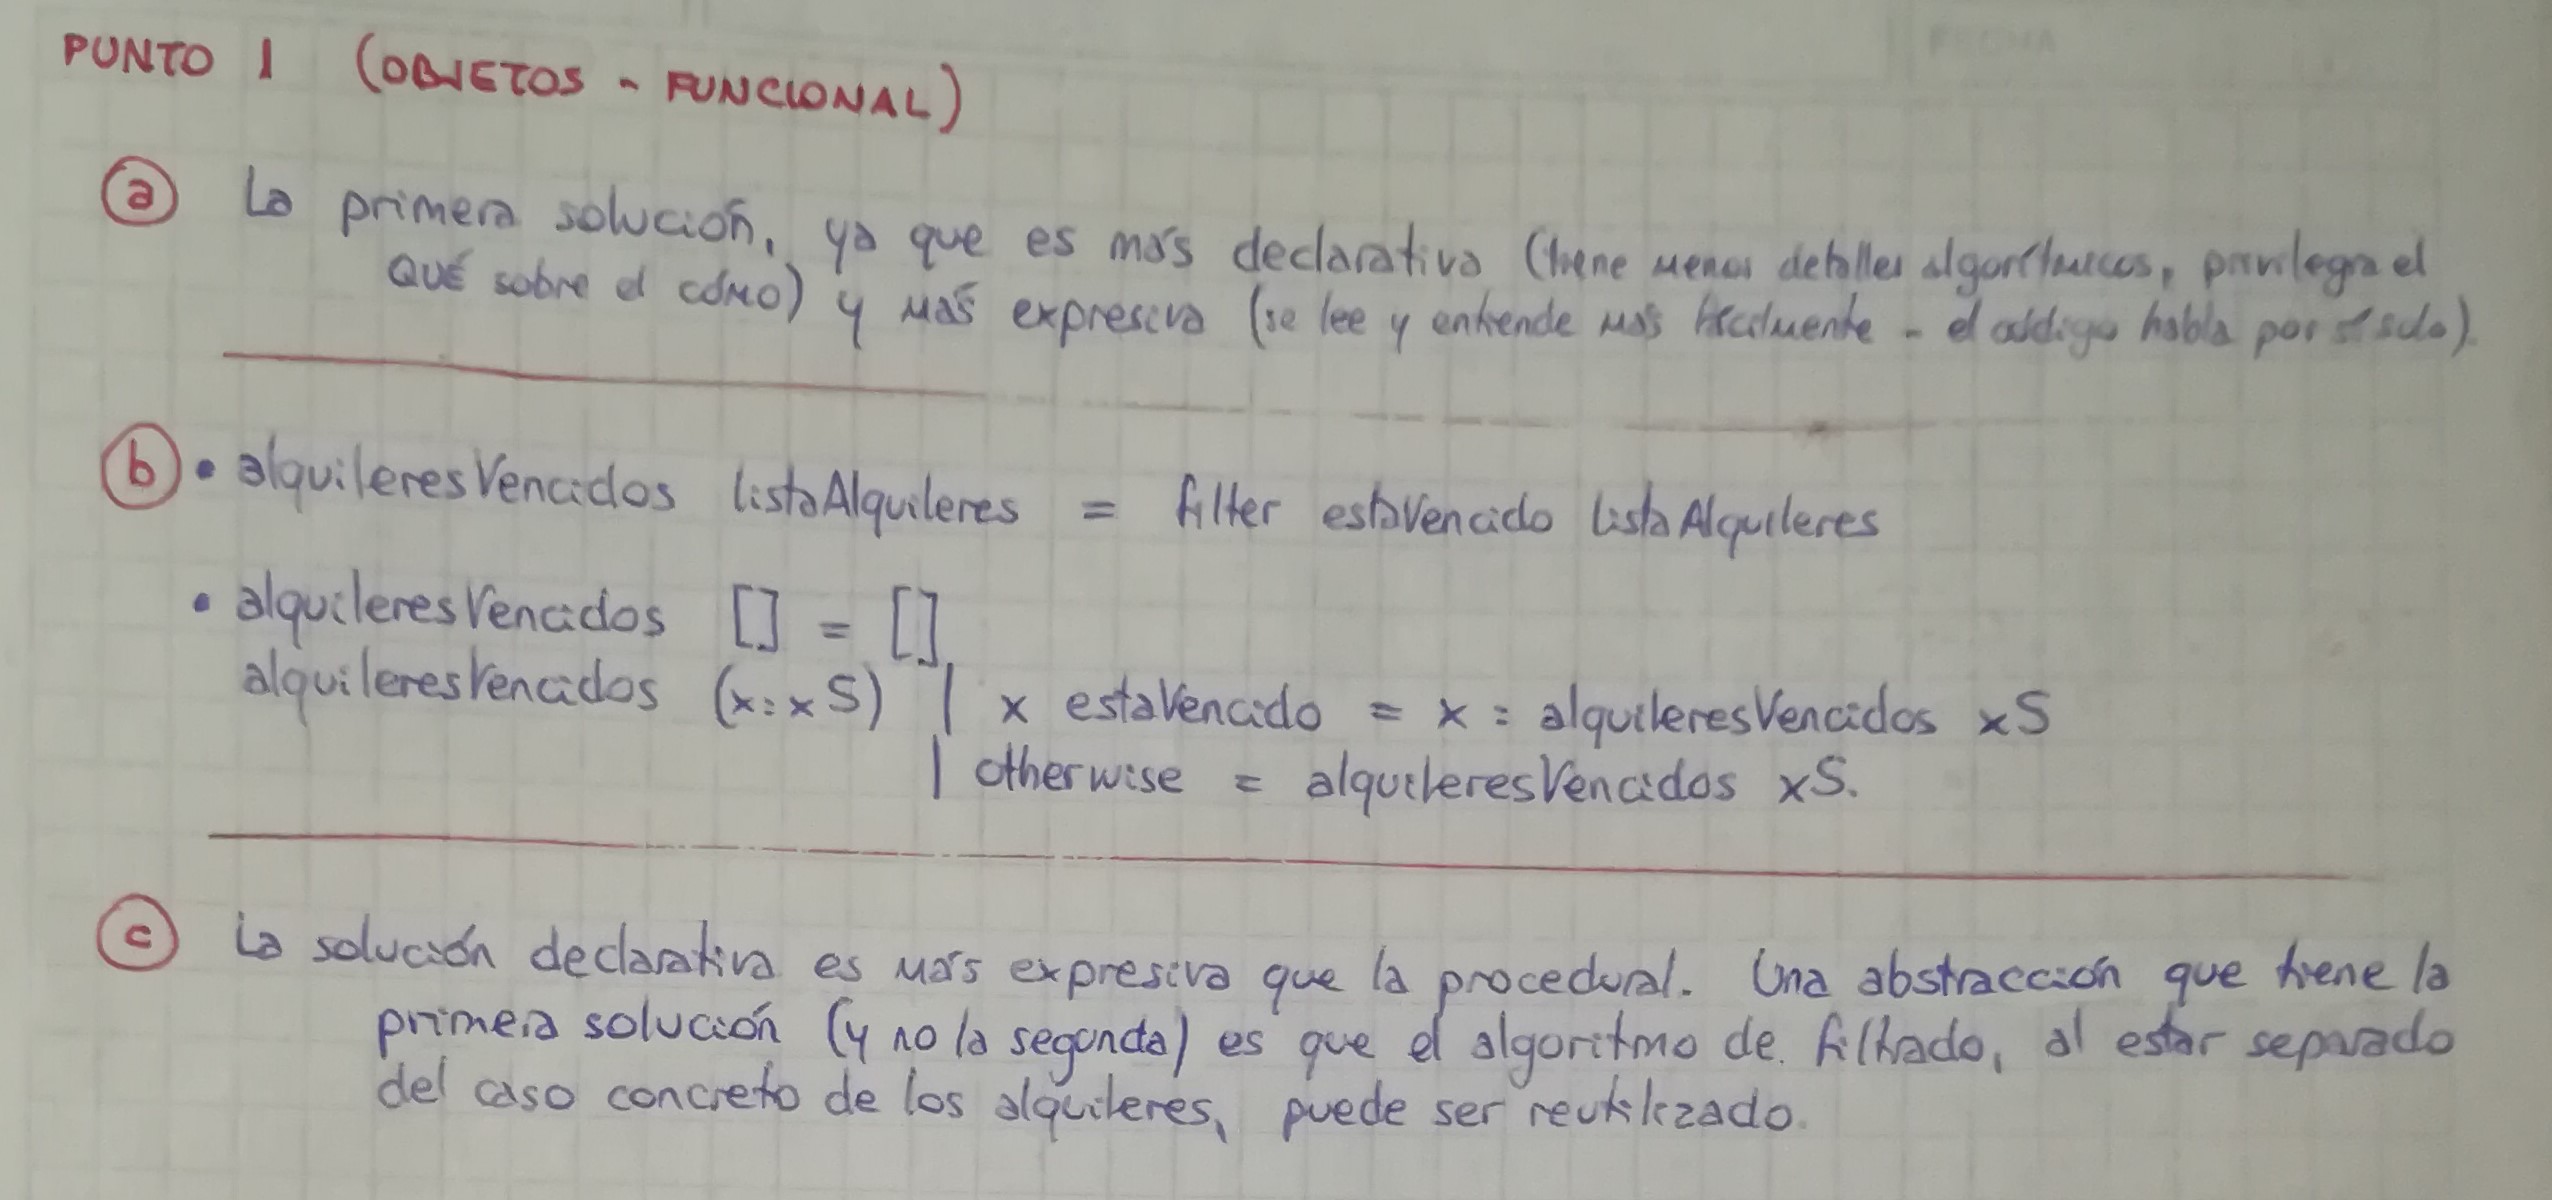 PUNTO 1 (OBJETOS - FUNCIONAL)
a La primera solución, ya que es más declarativa (tiene menos detalles algorítmicos, privilegia el
QUÉ sobre el cómo) y más expresiva (se lee y entiende más fácilmente - el código habla por sí solo).
b • alquileresVencidos listaAlquileres = filter estaVencido listaAlquileres
• alquileresVencidos [] = []
alquileresVencidos (x:xS) | x estaVencido = x : alquileresVencidos xS
| otherwise = alquileresVencidos xS.
c La solución declarativa es más expresiva que la procedural. Una abstracción que tiene la
primera solución (y no la segunda) es que el algoritmo de filtrado, al estar separado
del caso concreto de los alquileres, puede ser reutilizado.